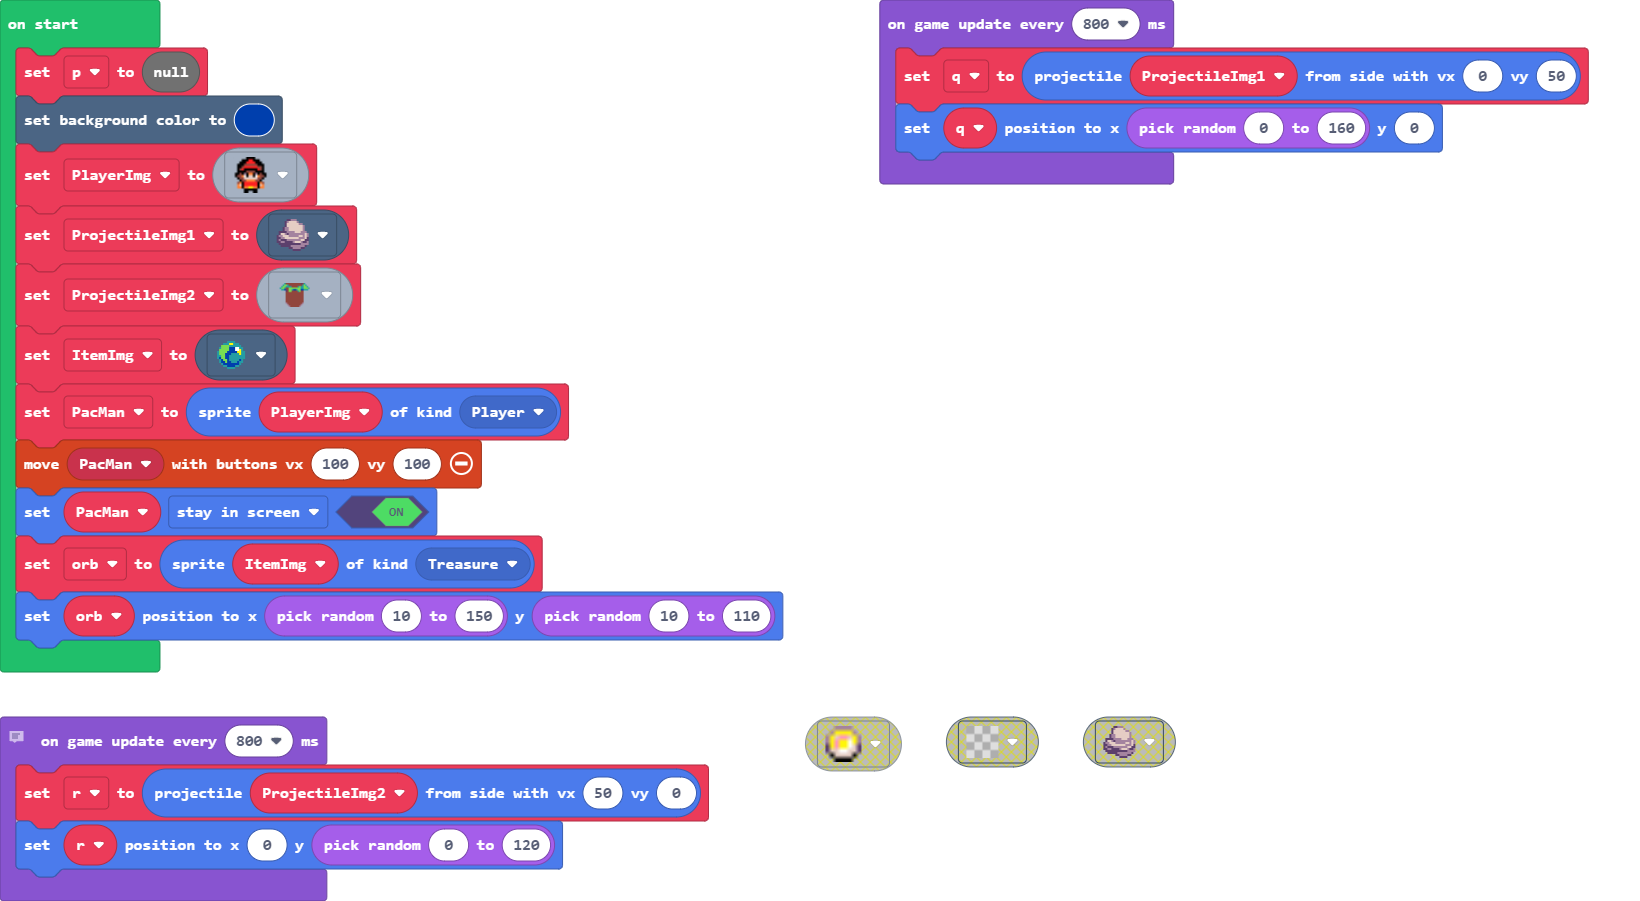 on start
set p to null
set background color to
set PlayerImg to
set ProjectileImg1 to
set ProjectileImg2 to
set ItemImg to
set PacMan to sprite PlayerImg of kind Player
move PacMan with buttons vx 100 vy 100
set PacMan stay in screen ON
set orb to sprite ItemImg of kind Treasure
set orb position to x pick random 10 to 150 y pick random 10 to 110
on game update every 800 ms
set q to projectile ProjectileImg1 from side with vx 0 vy 50
set q position to x pick random 0 to 160 y 0
on game update every 800 ms
set r to projectile ProjectileImg2 from side with vx 50 vy 0
set r position to x 0 y pick random 0 to 120